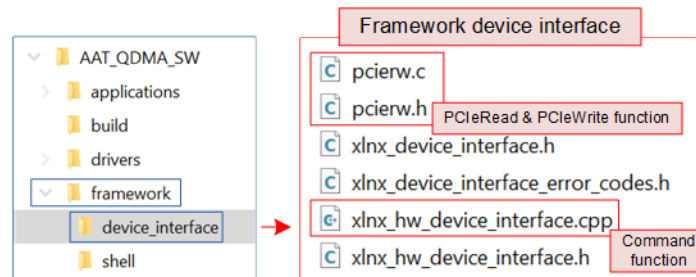 Framework device interface
AAT_QDMA_SW
applications
build
drivers
framework
device_interface
shell
pcierw.c
pcierw.h
PCIeRead & PCIeWrite function
xlnx_device_interface.h
xlnx_device_interface_error_codes.h
xlnx_hw_device_interface.cpp
xlnx_hw_device_interface.h
Command
function